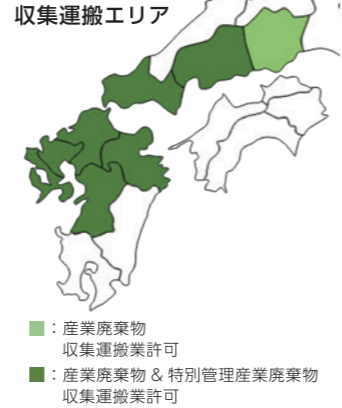 収集運搬エリア
：産業廃棄物
収集運搬業許可
：産業廃棄物 & 特別管理産業廃棄物
収集運搬業許可